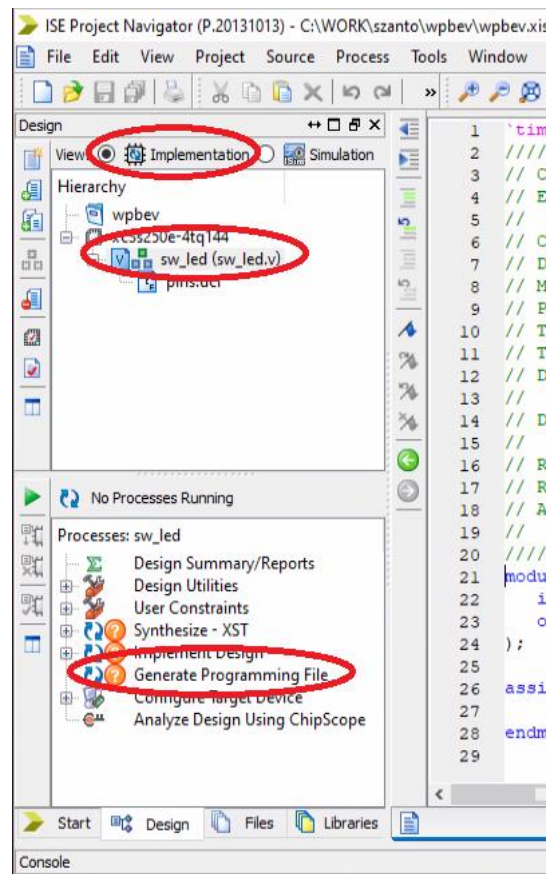 ISE Project Navigator (P.20131013) - C:\WORK\szanto\wpbev\wpbev.xis
File Edit View Project Source Process Tools Window
»
Design
View: Implementation Simulation
Hierarchy
wpbev
xc3s250e-4tq144
sw_led (sw_led.v)
pins.ucf
No Processes Running
Processes: sw_led
Design Summary/Reports
Design Utilities
User Constraints
Synthesize - XST
Implement Design
Generate Programming File
Configure Target Device
Analyze Design Using ChipScope
Start Design Files Libraries
Console
1 `tim
2 ////
3 // C
4 // E
5 //
6 // C
7 // D
8 // M
9 // P
10 // T
11 // T
12 // D
13 //
14 // D
15 //
16 // R
17 // R
18 // A
19 //
20 ////
21 modu
22 i
23 o
24 );
25
26 assi
27
28 endm
29